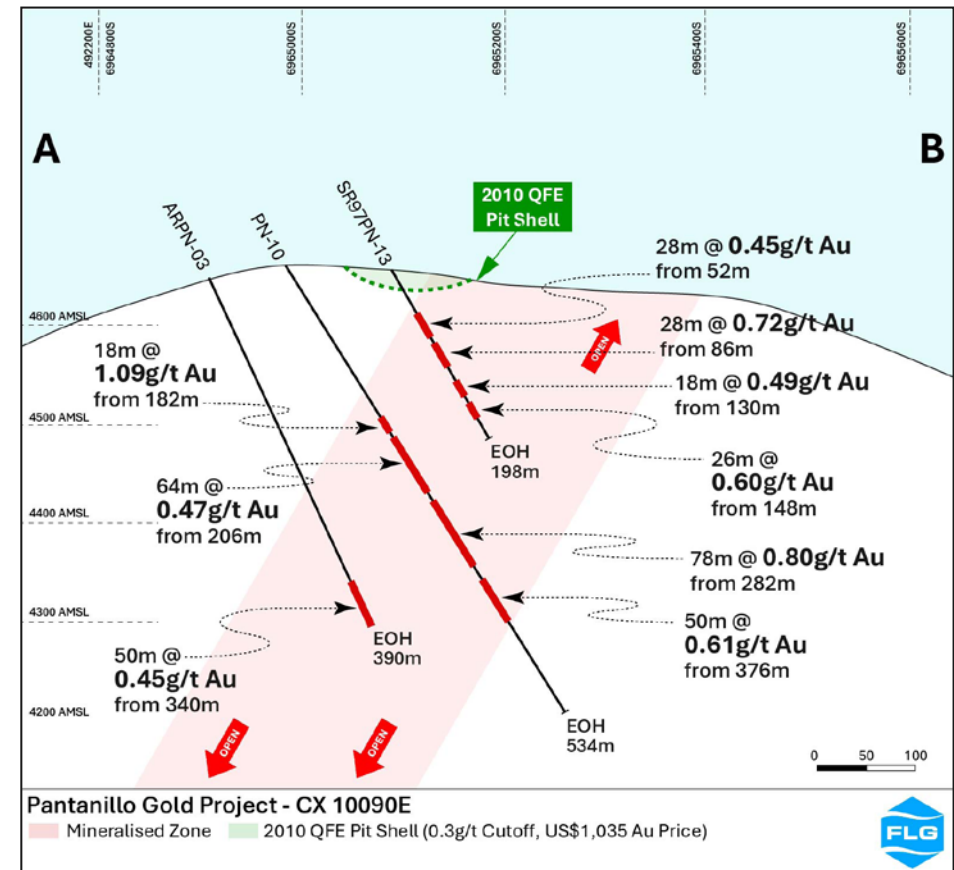 492200E
6964800S
6965000S
6965200S
6965400S
6965600S
A
B
ARPN-03
PN-10
SR97PN-13
2010 QFE
Pit Shell
28m @ 0.45g/t Au
from 52m
28m @ 0.72g/t Au
from 86m
18m @ 0.49g/t Au
from 130m
26m @
0.60g/t Au
from 148m
78m @ 0.80g/t Au
from 282m
50m @
0.61g/t Au
from 376m
4600 AMSL
18m @
1.09g/t Au
from 182m
4500 AMSL
64m @
0.47g/t Au
from 206m
4400 AMSL
4300 AMSL
50m @
0.45g/t Au
from 340m
4200 AMSL
EOH
198m
EOH
390m
EOH
534m
OPEN
OPEN
OPEN
0 50 100
Pantanillo Gold Project - CX 10090E
Mineralised Zone
2010 QFE Pit Shell (0.3g/t Cutoff, US$1,035 Au Price)
FLG